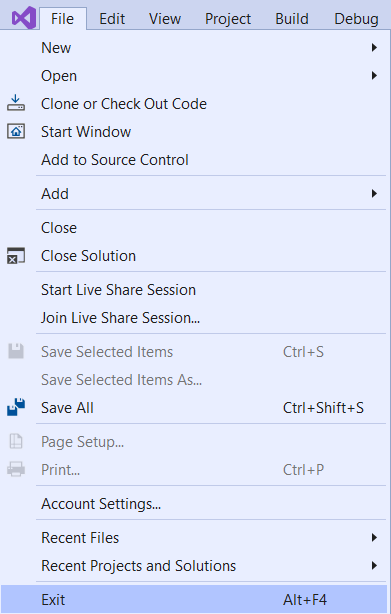 File Edit View Project Build Debug
New
Open
Clone or Check Out Code
Start Window
Add to Source Control
Add
Close
Close Solution
Start Live Share Session
Join Live Share Session...
Save Selected Items Ctrl+S
Save Selected Items As...
Save All Ctrl+Shift+S
Page Setup...
Print... Ctrl+P
Account Settings...
Recent Files
Recent Projects and Solutions
Exit Alt+F4